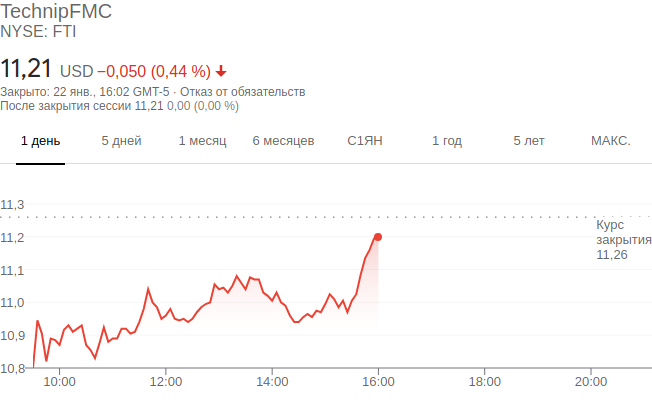 TechnipFMC
NYSE: FTI
11,21 USD −0,050 (0,44 %)
Закрыто: 22 янв., 16:02 GMT-5 · Отказ от обязательств
После закрытия сессии 11,21 0,00 (0,00 %)
1 день 5 дней 1 месяц 6 месяцев С1ЯН 1 год 5 лет МАКС.
11,3
Курс
закрытия
11,26
11,2
11,1
11,0
10,9
10,8
10:00 12:00 14:00 16:00 18:00 20:00